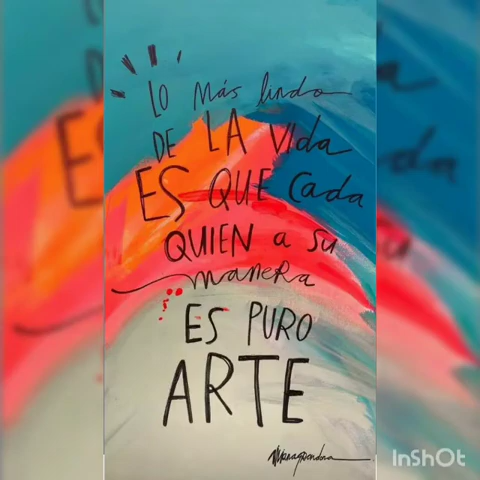 LO Más lindo
DE LA Vida
ES QUE Cada
QUIEN a su
manera
ES PURO
ARTE
InShOt